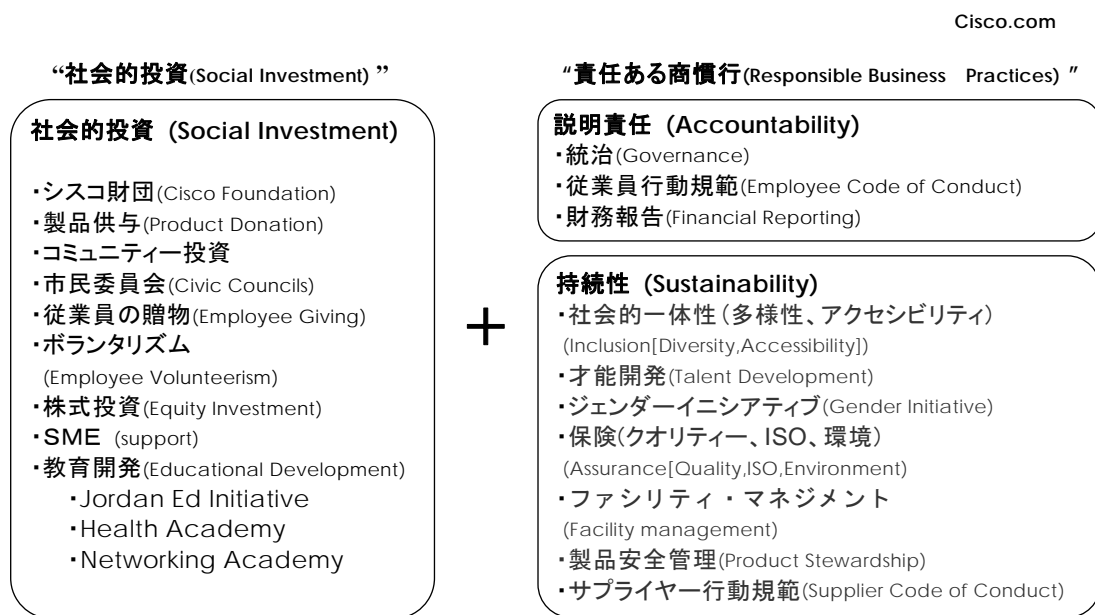 Cisco.com
“社会的投資(Social Investment) ”
社会的投資 (Social Investment)
・シスコ財団(Cisco Foundation)
・製品供与(Product Donation)
・コミュニティー投資
・市民委員会(Civic Councils)
・従業員の贈物(Employee Giving)
・ボランタリズム
(Employee Volunteerism)
・株式投資(Equity Investment)
・SME (support)
・教育開発(Educational Development)
・Jordan Ed Initiative
・Health Academy
・Networking Academy
+
“責任ある商慣行(Responsible Business Practices) ”
説明責任 (Accountability)
・統治(Governance)
・従業員行動規範(Employee Code of Conduct)
・財務報告(Financial Reporting)
持続性 (Sustainability)
・社会的一体性(多様性、アクセシビリティ)
(Inclusion[Diversity,Accessibility])
・才能開発(Talent Development)
・ジェンダーイニシアティブ(Gender Initiative)
・保険(クオリティー、ISO、環境)
(Assurance[Quality,ISO,Environment)
・ファシリティ・マネジメント
(Facility management)
・製品安全管理(Product Stewardship)
・サプライヤー行動規範(Supplier Code of Conduct)